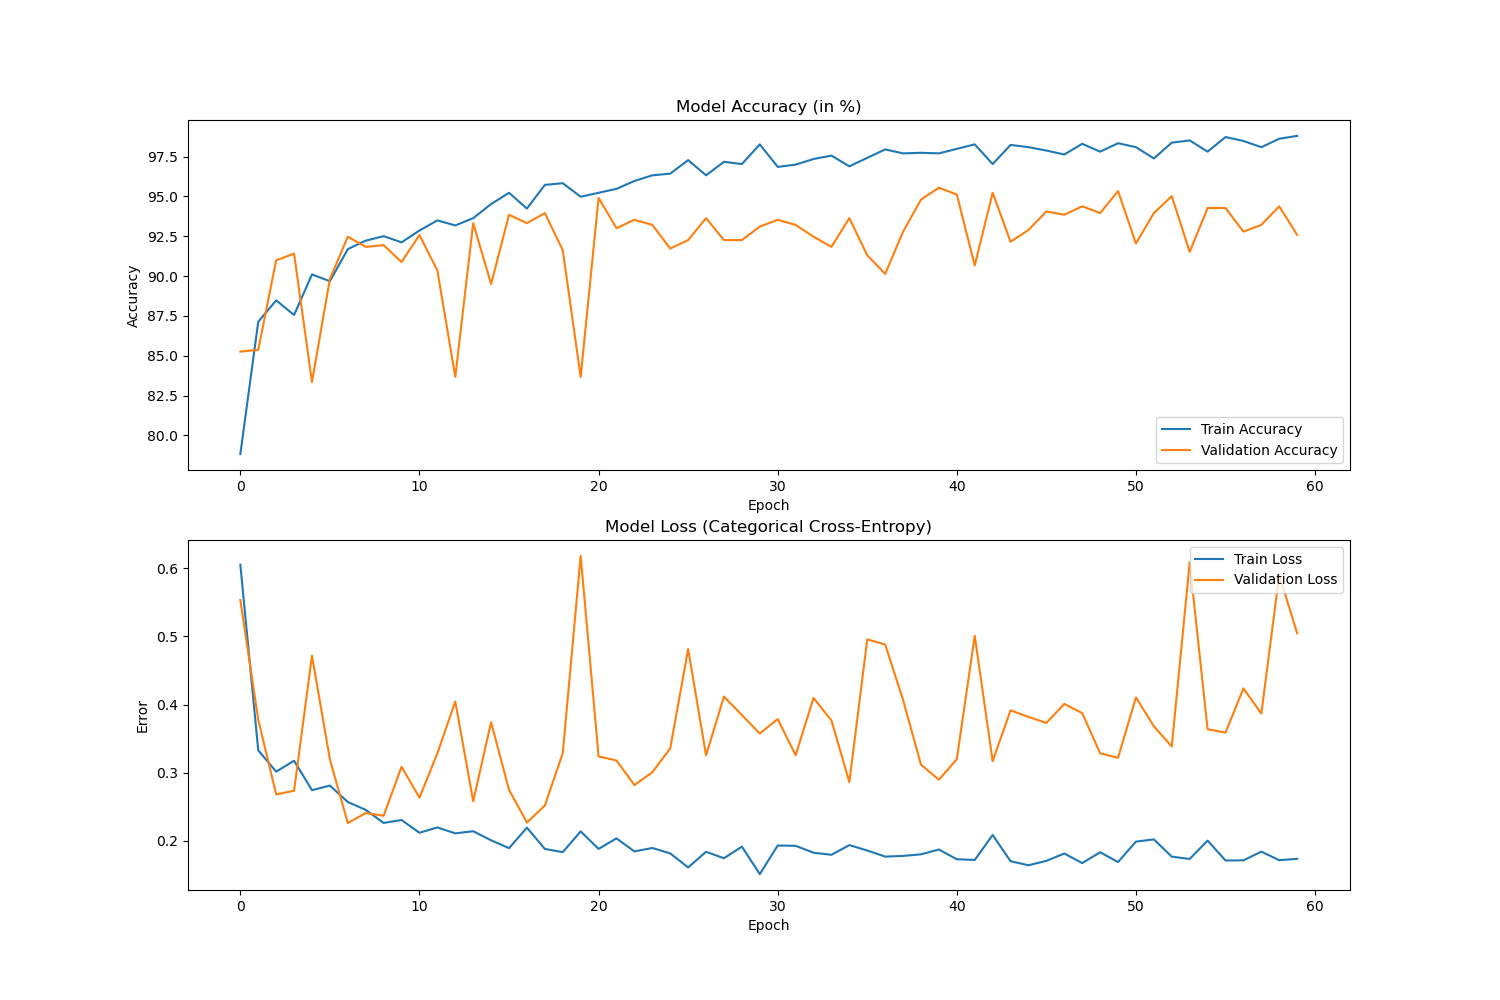 Model Accuracy (in %)
Accuracy
97.5
95.0
92.5
90.0
87.5
85.0
82.5
80.0
Train Accuracy
Validation Accuracy
0 10 20 30 40 50 60
Epoch
Model Loss (Categorical Cross-Entropy)
Error
0.6
0.5
0.4
0.3
0.2
Train Loss
Validation Loss
0 10 20 30 40 50 60
Epoch